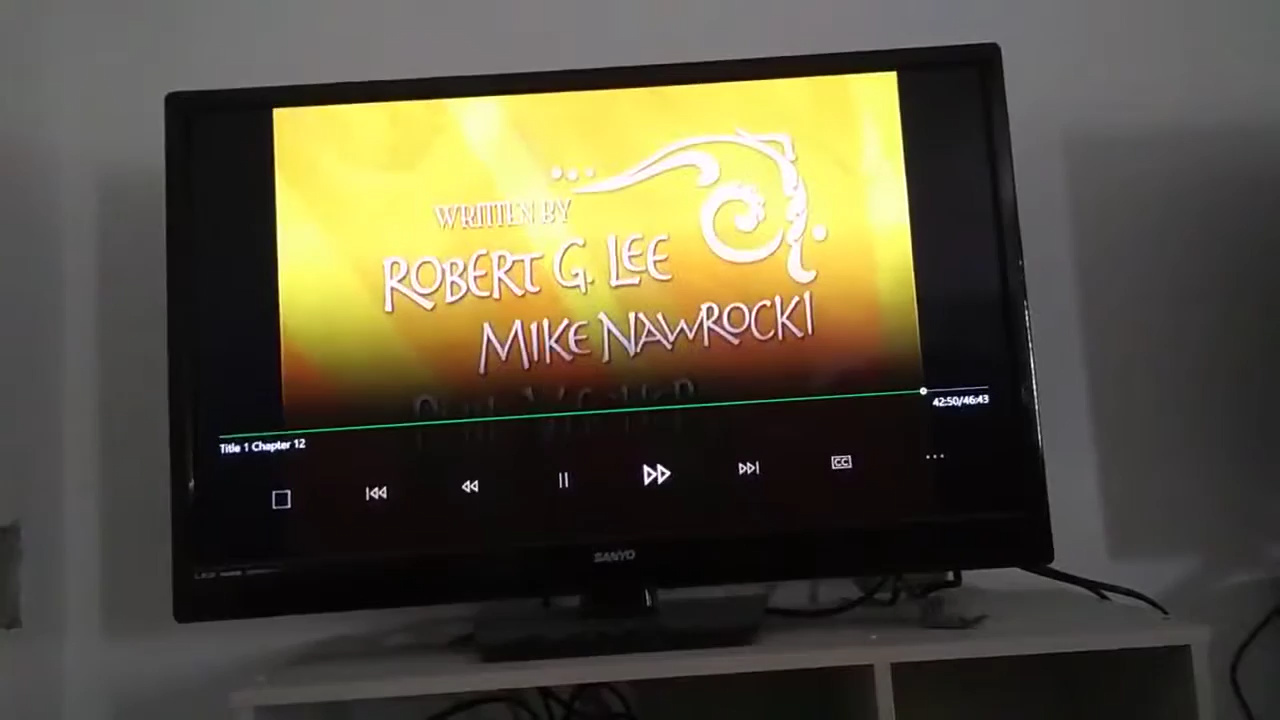 WRITTEN BY
ROBERT G. LEE
MIKE NAWROCKI
42:50/46:43
Title 1 Chapter 12
CC
SANYO